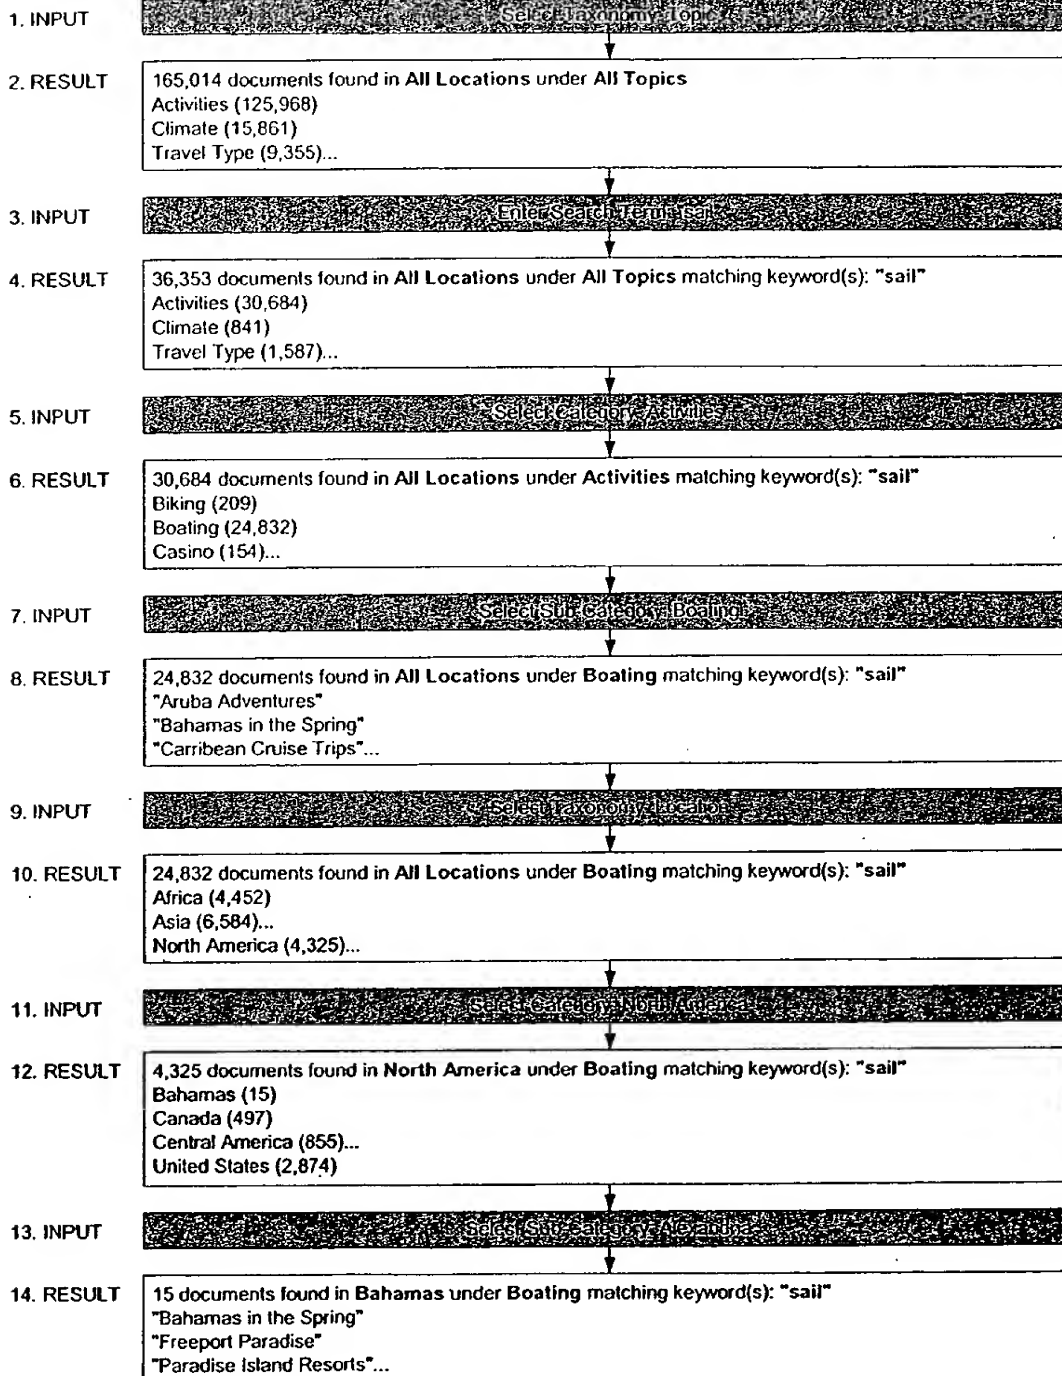 1. INPUT
Select Taxonomy: Topic
2. RESULT
165,014 documents found in All Locations under All Topics
Activities (125,968)
Climate (15,861)
Travel Type (9,355)...
3. INPUT
Enter Search Term: "sail"
4. RESULT
36,353 documents found in All Locations under All Topics matching keyword(s): "sail"
Activities (30,684)
Climate (841)
Travel Type (1,587)...
5. INPUT
Select Category: Activities
6. RESULT
30,684 documents found in All Locations under Activities matching keyword(s): "sail"
Biking (209)
Boating (24,832)
Casino (154)...
7. INPUT
Select Sub Category: Boating
8. RESULT
24,832 documents found in All Locations under Boating matching keyword(s): "sail"
"Aruba Adventures"
"Bahamas in the Spring"
"Carribean Cruise Trips"...
9. INPUT
Select Taxonomy: Location
10. RESULT
24,832 documents found in All Locations under Boating matching keyword(s): "sail"
Africa (4,452)
Asia (6,584)...
North America (4,325)...
11. INPUT
Select Category: North America
12. RESULT
4,325 documents found in North America under Boating matching keyword(s): "sail"
Bahamas (15)
Canada (497)
Central America (855)...
United States (2,874)
13. INPUT
Select Sub Category: Alexandria
14. RESULT
15 documents found in Bahamas under Boating matching keyword(s): "sail"
"Bahamas in the Spring"
"Freeport Paradise"
"Paradise Island Resorts"...